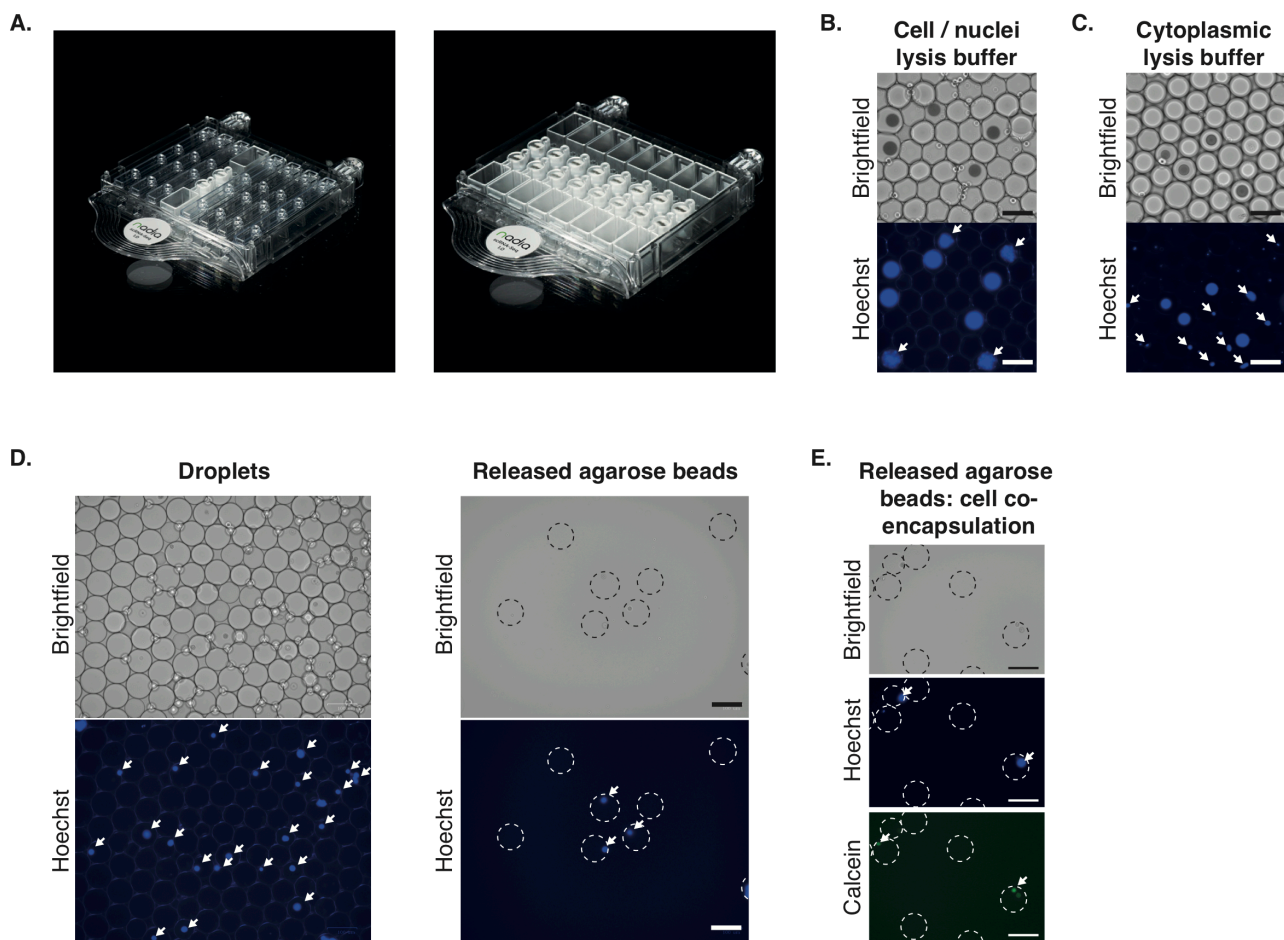 A.
nadia
nadia
B.
Cell / nuclei
lysis buffer
Brightfield
Hoechst
C.
Cytoplasmic
lysis buffer
Brightfield
Hoechst
D.
Droplets
Released agarose beads
Brightfield
Brightfield
Hoechst
Hoechst
E.
Released agarose
beads: cell co-
encapsulation
Brightfield
Hoechst
Calcein